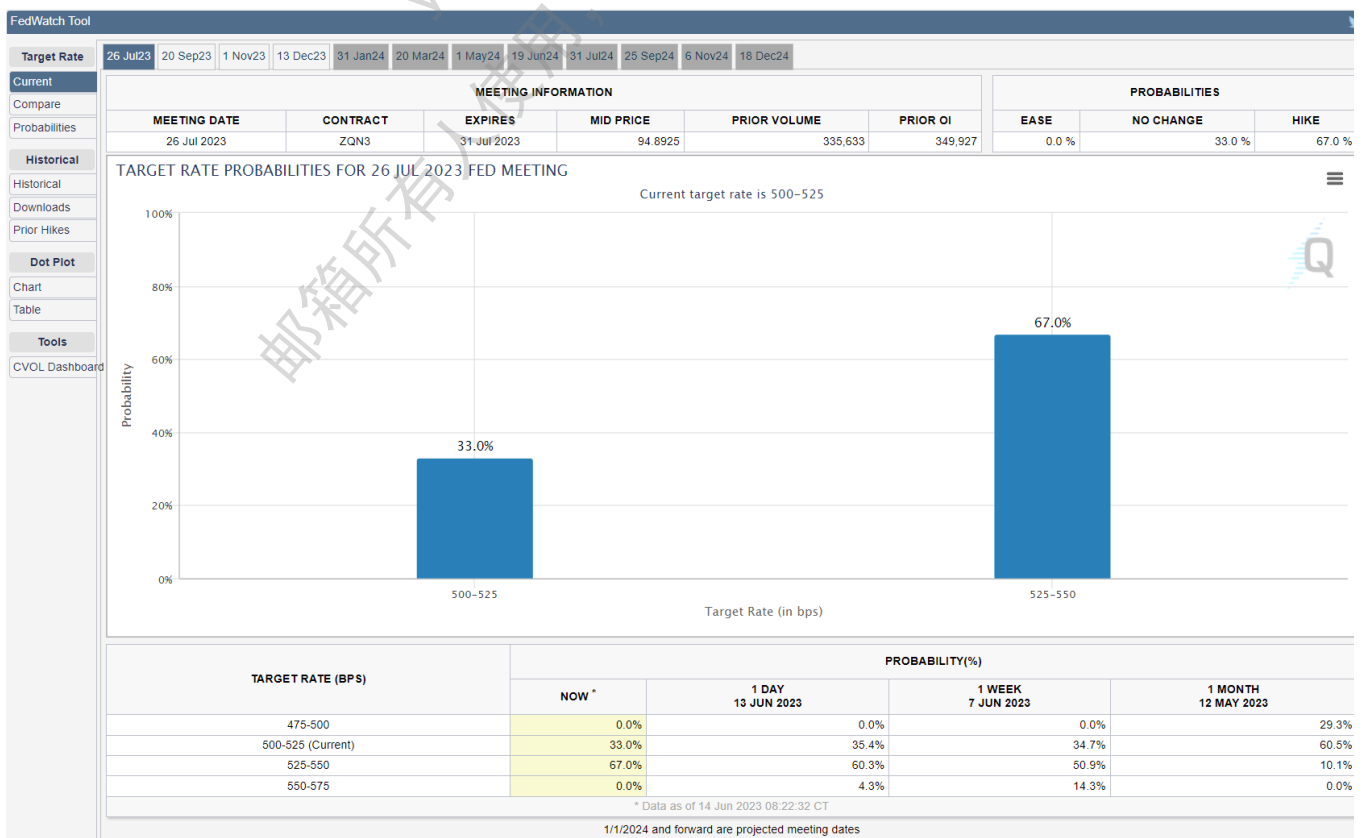 FedWatch Tool
Target Rate
Current
Compare
Probabilities
Historical
Historical
Downloads
Prior Hikes
Dot Plot
Chart
Table
Tools
CVOL Dashboard
26 Jul23 20 Sep23 1 Nov23 13 Dec23 31 Jan24 20 Mar24 1 May24 19 Jun24 31 Jul24 25 Sep24 6 Nov24 18 Dec24
MEETING INFORMATION PROBABILITIES
MEETING DATE CONTRACT EXPIRES MID PRICE PRIOR VOLUME PRIOR OI EASE NO CHANGE HIKE
26 Jul 2023 ZQN3 31 Jul 2023 94.8925 335,633 349,927 0.0 % 33.0 % 67.0 %
TARGET RATE PROBABILITIES FOR 26 JUL 2023 FED MEETING
Current target rate is 500-525
100%
80%
60%
40%
20%
0%
Probability
33.0%
67.0%
Q
500-525 525-550
Target Rate (in bps)
TARGET RATE (BPS) PROBABILITY(%)
NOW * 1 DAY 1 WEEK 1 MONTH
13 JUN 2023 7 JUN 2023 12 MAY 2023
475-500 0.0% 0.0% 0.0% 29.3%
500-525 (Current) 33.0% 35.4% 34.7% 60.5%
525-550 67.0% 60.3% 50.9% 10.1%
550-575 0.0% 4.3% 14.3% 0.0%
* Data as of 14 Jun 2023 08:22:32 CT
1/1/2024 and forward are projected meeting dates
邮箱所有人使用,